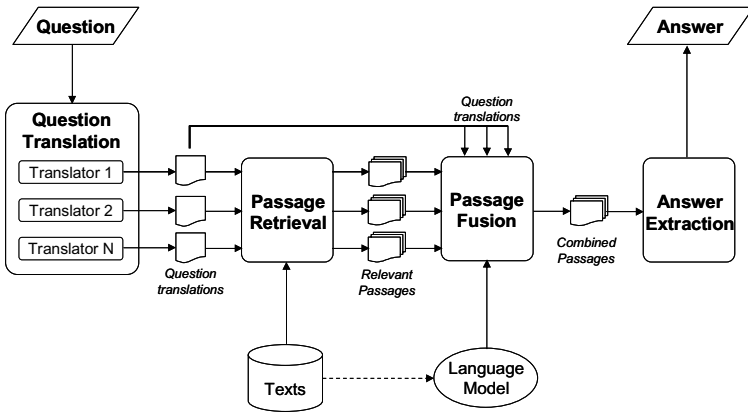 Question
Answer
Question
Translation
Translator 1
Translator 2
Translator N
Question
translations
Passage
Retrieval
Relevant
Passages
Question
translations
Passage
Fusion
Combined
Passages
Answer
Extraction
Texts
Language
Model